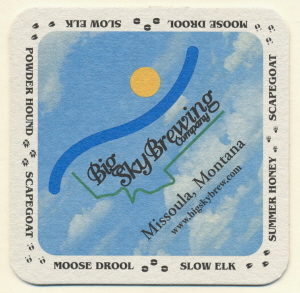 SLOW ELK MOOSE DROOL
POWDER HOUND SCAPEGOAT
SCAPEGOAT SUMMER HONEY
MOOSE DROOL SLOW ELK
Big
Sky Brewing
Company
Missoula, Montana
www.bigskybrew.com